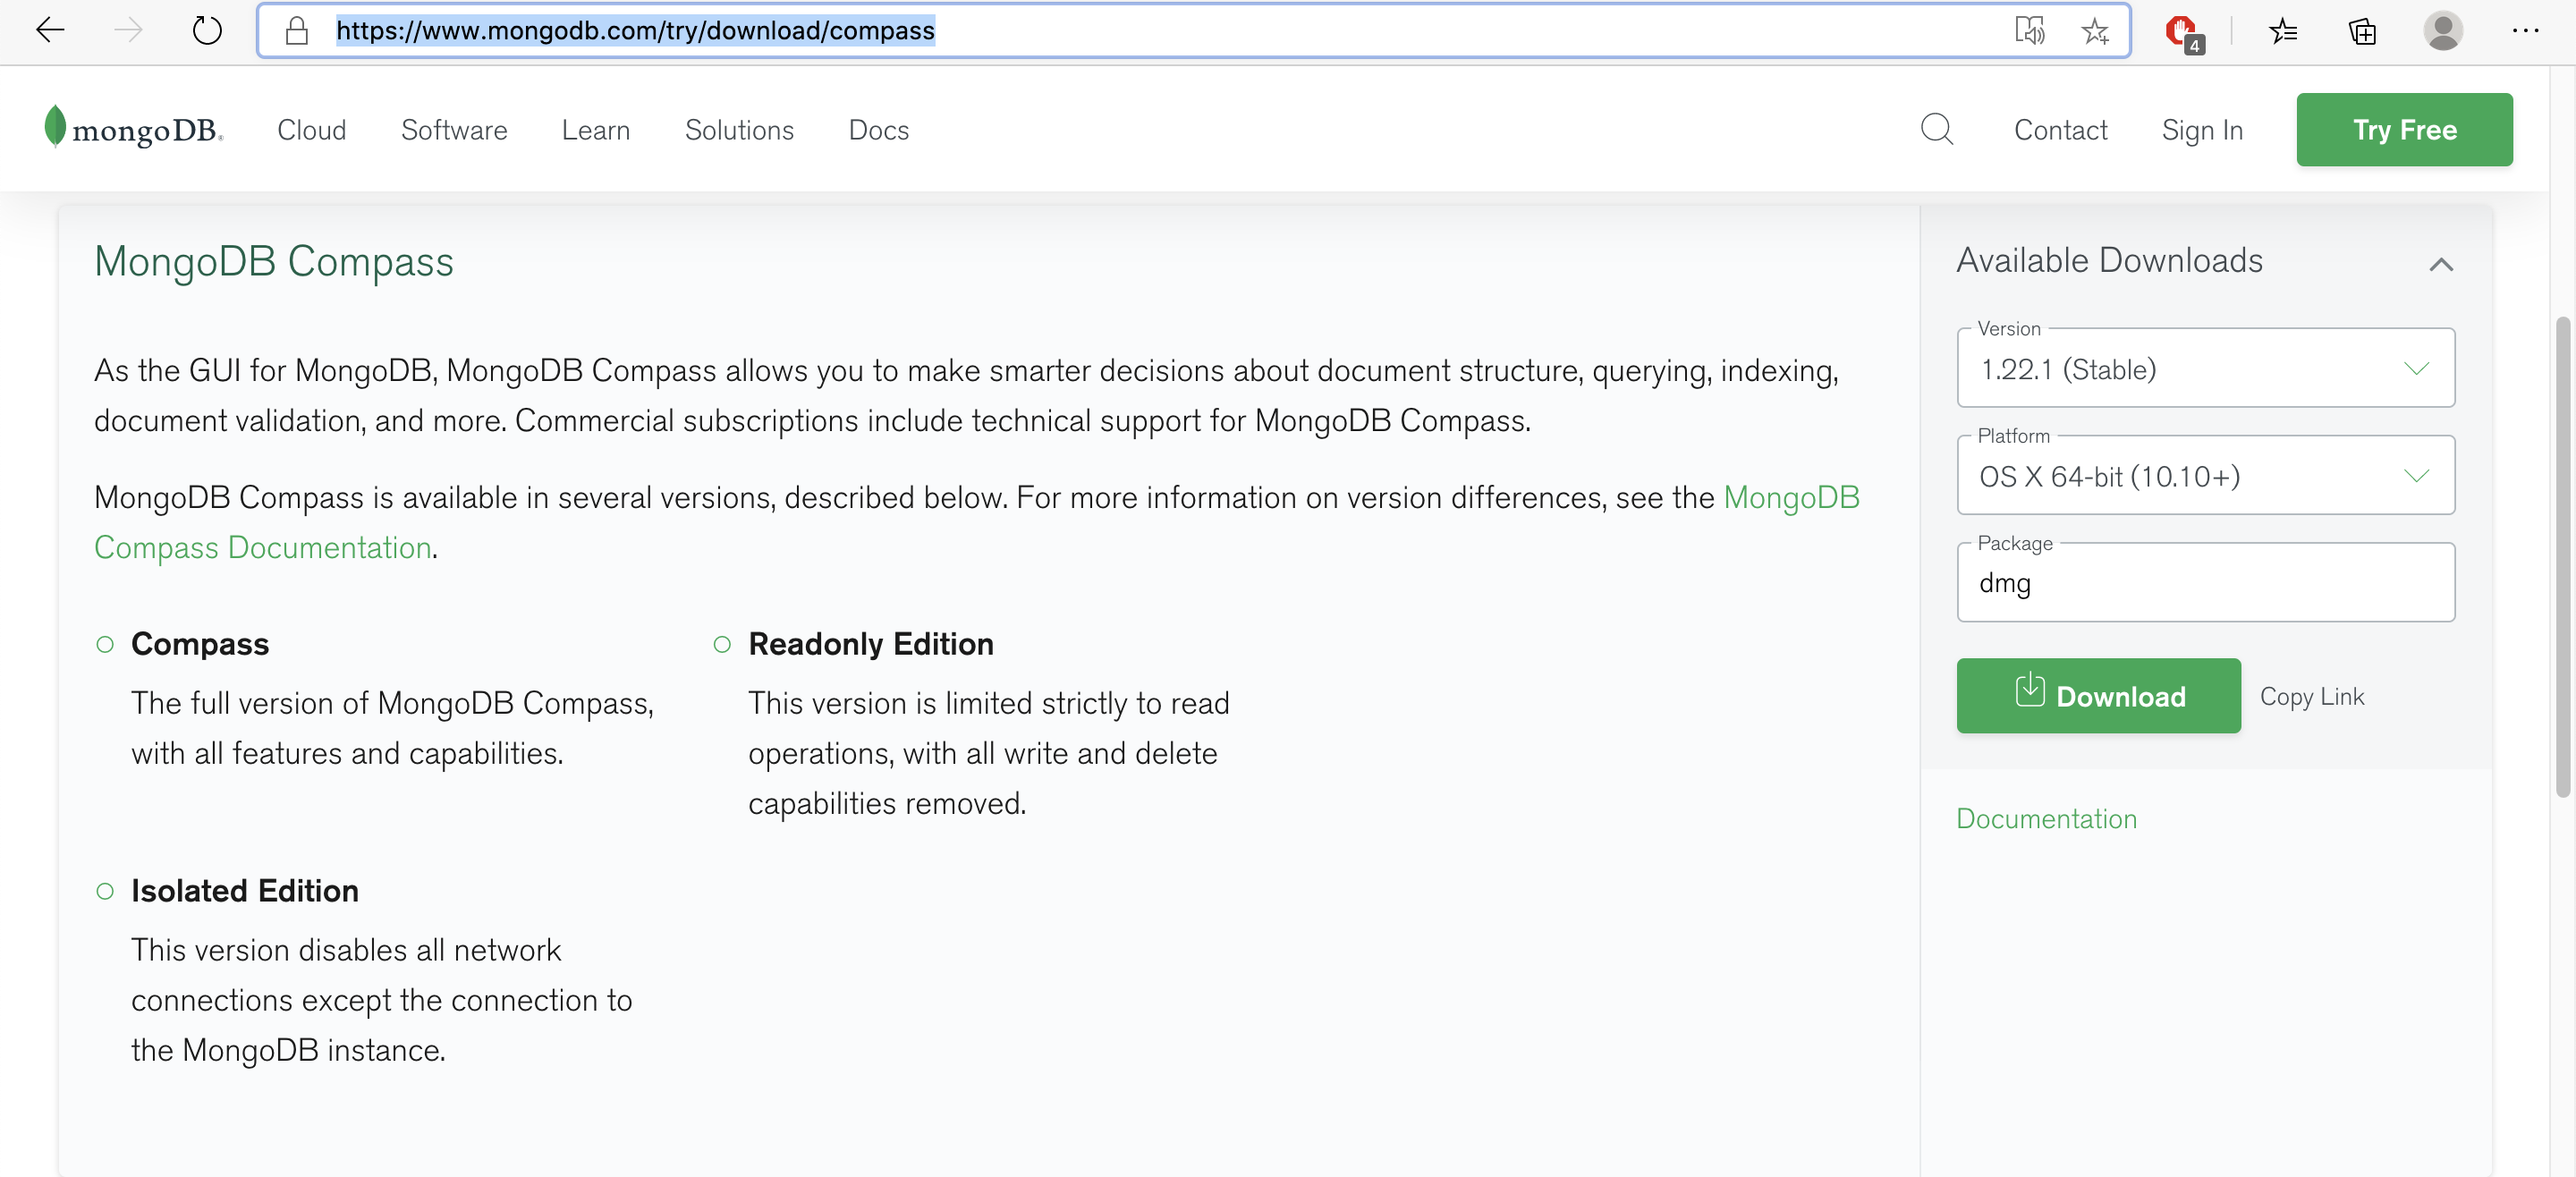 https://www.mongodb.com/try/download/compass
4
mongoDB.
Cloud
Software
Learn
Solutions
Docs
Contact
Sign In
Try Free
MongoDB Compass
As the GUI for MongoDB, MongoDB Compass allows you to make smarter decisions about document structure, querying, indexing,
document validation, and more. Commercial subscriptions include technical support for MongoDB Compass.
MongoDB Compass is available in several versions, described below. For more information on version differences, see the MongoDB
Compass Documentation.
Compass
The full version of MongoDB Compass,
with all features and capabilities.
Readonly Edition
This version is limited strictly to read
operations, with all write and delete
capabilities removed.
Isolated Edition
This version disables all network
connections except the connection to
the MongoDB instance.
Available Downloads
Version
1.22.1 (Stable)
Platform
OS X 64-bit (10.10+)
Package
dmg
Download
Copy Link
Documentation